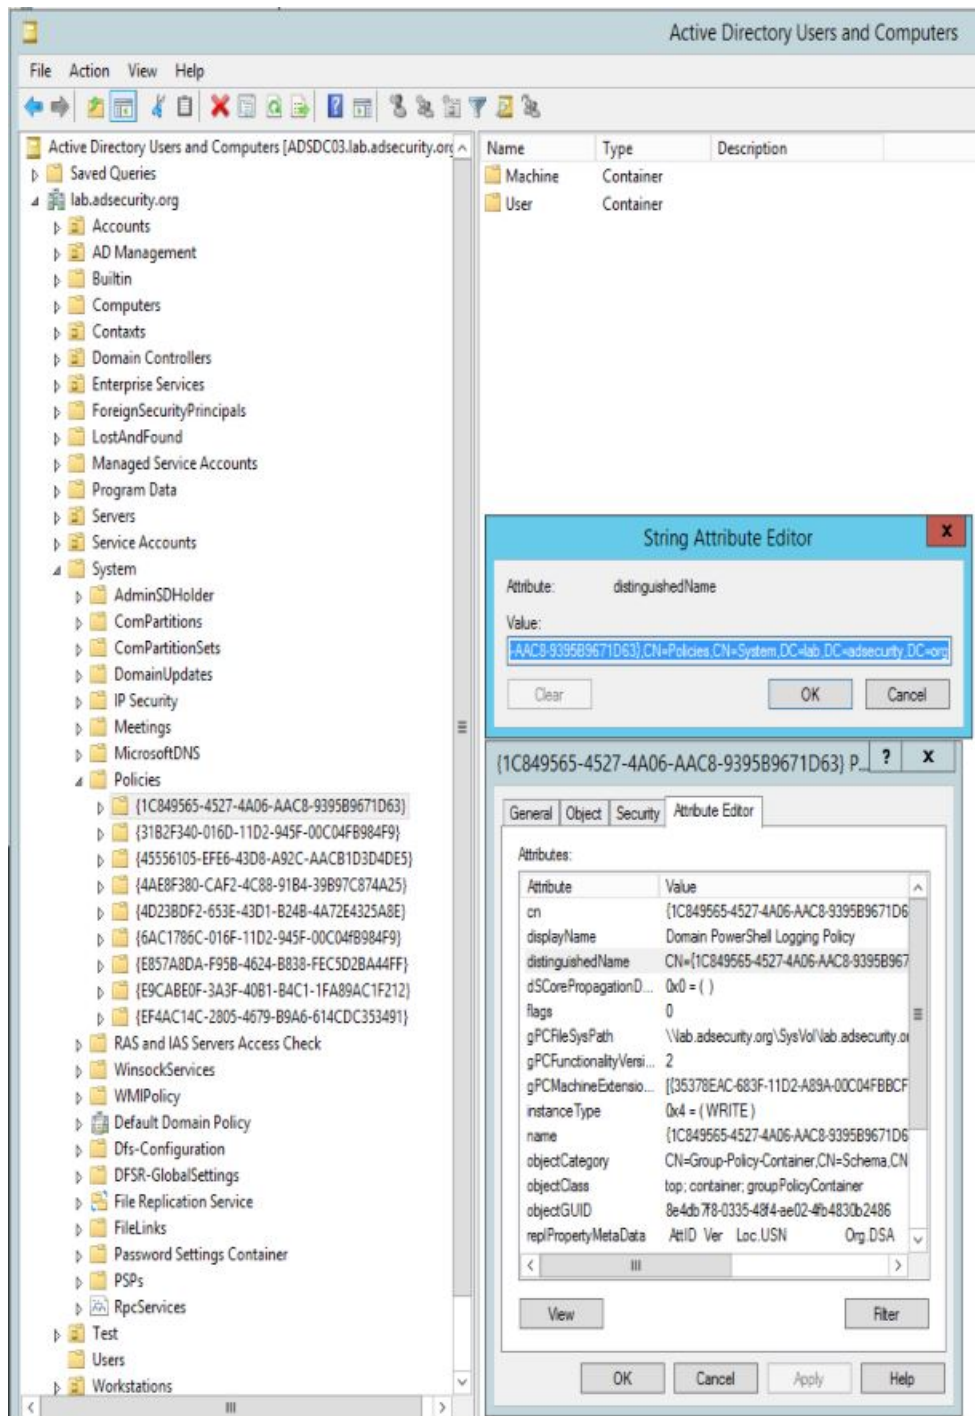 Active Directory Users and Computers
File Action View Help
Active Directory Users and Computers [ADSDC03.lab.adsecurity.org
Saved Queries
lab.adsecurity.org
Accounts
AD Management
Builtin
Computers
Contaxts
Domain Controllers
Enterprise Services
ForeignSecurityPrincipals
LostAndFound
Managed Service Accounts
Program Data
Servers
Service Accounts
System
AdminSDHolder
ComPartitions
ComPartitionSets
DomainUpdates
IP Security
Meetings
MicrosoftDNS
Policies
{1C849565-4527-4A06-AAC8-9395B9671D63}
{31B2F340-016D-11D2-945F-00C04FB984F9}
{45556105-EFE6-43D8-A92C-AACB1D3D4DE5}
{4AE8F380-CAF2-4C88-91B4-39B97C874A25}
{4D23BDF2-653E-43D1-B24B-4A72E4325A8E}
{6AC1786C-016F-11D2-945F-00C04fB984F9}
{E857A8DA-F95B-4624-B838-FEC5D2BA44FF}
{E9CABE0F-3A3F-40B1-B4C1-1FA89AC1F212}
{EF4AC14C-2805-4679-B9A6-614CDC353491}
RAS and IAS Servers Access Check
WinsockServices
WMIPolicy
Default Domain Policy
Dfs-Configuration
DFSR-GlobalSettings
File Replication Service
FileLinks
Password Settings Container
PSPs
RpcServices
Test
Users
Workstations
Name Type Description
Machine Container
User Container
String Attribute Editor
Attribute: distinguishedName
Value:
-AAC8-9395B9671D63},CN=Policies,CN=System,DC=lab,DC=adsecurity,DC=org
Clear OK Cancel
{1C849565-4527-4A06-AAC8-9395B9671D63} P... ? x
General Object Security Attribute Editor
Attributes:
Attribute Value
cn {1C849565-4527-4A06-AAC8-9395B9671D6
displayName Domain PowerShell Logging Policy
distinguishedName CN={1C849565-4527-4A06-AAC8-9395B967
dSCorePropagationD... 0x0 = ( )
flags 0
gPCFileSysPath \\lab.adsecurity.org\SysVol\lab.adsecurity.or
gPCFunctionalityVersi... 2
gPCMachineExtensio... [{35378EAC-683F-11D2-A89A-00C04FBBCF
instanceType 0x4 = ( WRITE )
name {1C849565-4527-4A06-AAC8-9395B9671D6
objectCategory CN=Group-Policy-Container,CN=Schema,CN
objectClass top; container; groupPolicyContainer
objectGUID 8e4db7f8-0335-48f4-ae02-4fb4830b2486
replPropertyMetaData AttID Ver Loc.USN Org.DSA
View Filter
OK Cancel Apply Help